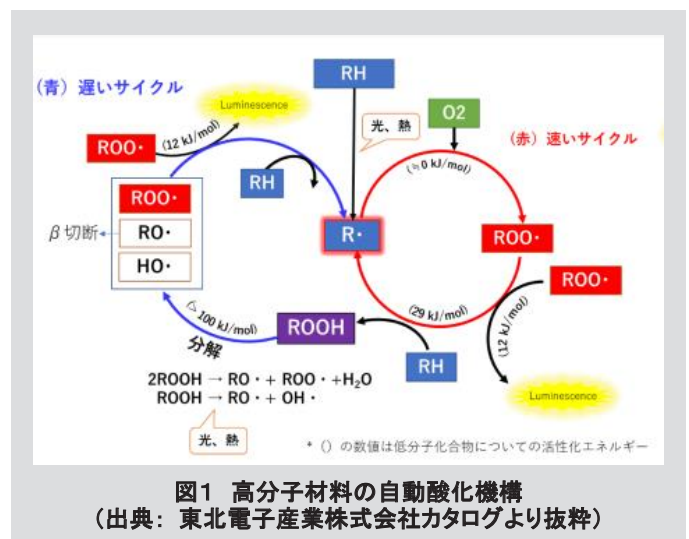 (青)遅いサイクル
Luminescence
ROO・
(12 kJ/mol)
RH
RH
光、熱
O2
(赤)速いサイクル
(≒0 kJ/mol)
ROO・
RO・
HO・
β切断
R・
ROO・
ROO・
(29 kJ/mol)
(12 kJ/mol)
(≒100 kJ/mol)
分解
ROOH
RH
Luminescence
2ROOH → RO・+ ROO・+H₂O
ROOH → RO・+ OH・
光、熱
*()の数値は低分子化合物についての活性化エネルギー
図1 高分子材料の自動酸化機構
(出典: 東北電子産業株式会社カタログより抜粋)